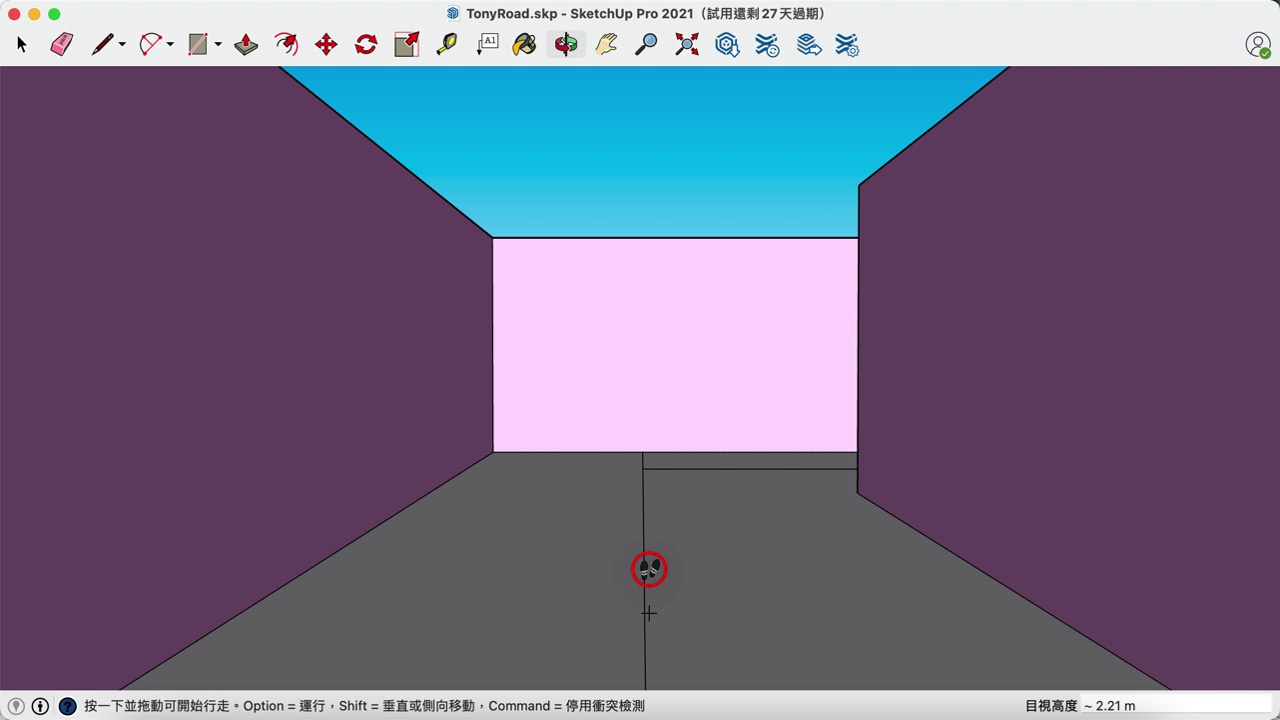 TonyRoad.skp - SketchUp Pro 2021（試用還剩 27 天過期）
A1
按一下並拖動可開始行走。Option = 運行，Shift = 垂直或側向移動，Command = 停用衝突檢測
目視高度 ~ 2.21 m